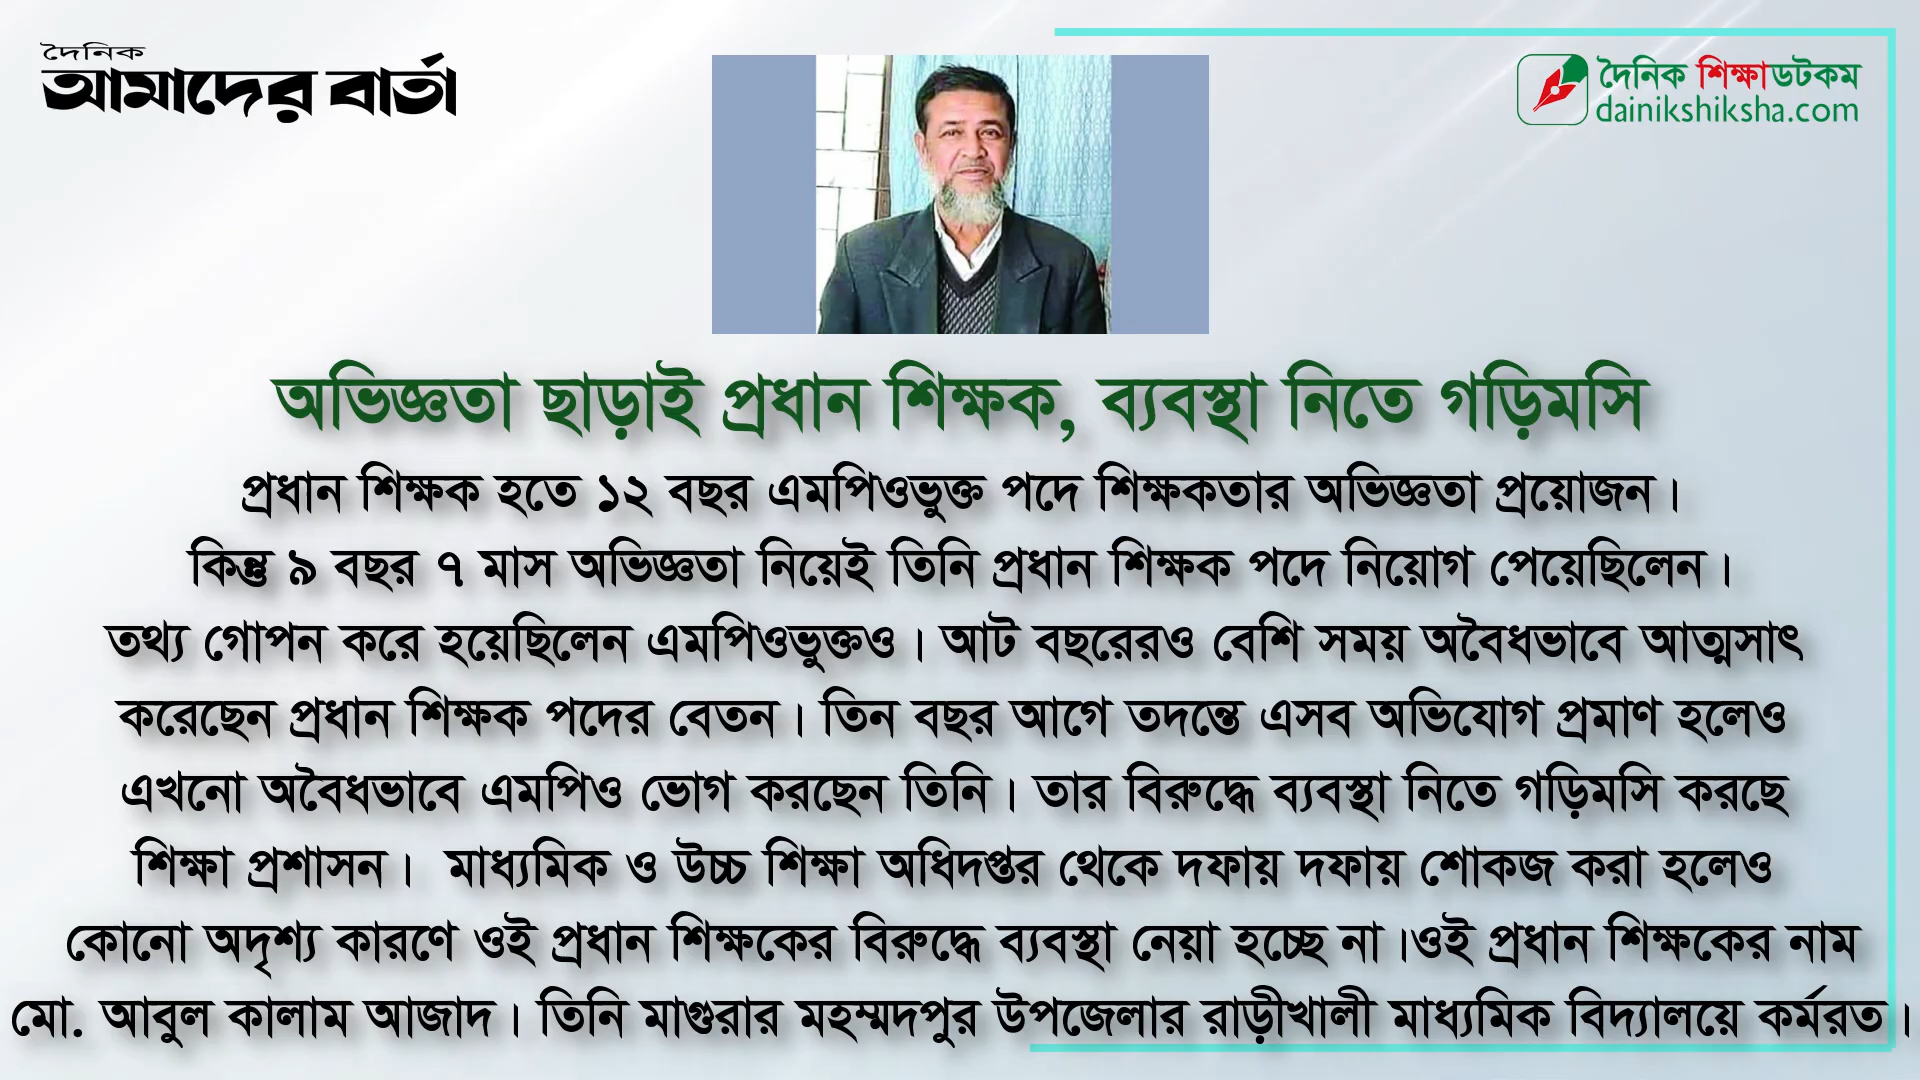 দৈনিক
আমাদের বার্তা
দৈনিক শিক্ষাডটকম
dainikshiksha.com
অভিজ্ঞতা ছাড়াই প্রধান শিক্ষক, ব্যবস্থা নিতে গড়িমসি
প্রধান শিক্ষক হতে ১২ বছর এমপিওভুক্ত পদে শিক্ষকতার অভিজ্ঞতা প্রয়োজন।
কিন্তু ৯ বছর ৭ মাস অভিজ্ঞতা নিয়েই তিনি প্রধান শিক্ষক পদে নিয়োগ পেয়েছিলেন।
তথ্য গোপন করে হয়েছিলেন এমপিওভুক্তও। আট বছরেরও বেশি সময় অবৈধভাবে আত্মসাৎ
করেছেন প্রধান শিক্ষক পদের বেতন। তিন বছর আগে তদন্তে এসব অভিযোগ প্রমাণ হলেও
এখনো অবৈধভাবে এমপিও ভোগ করছেন তিনি। তার বিরুদ্ধে ব্যবস্থা নিতে গড়িমসি করছে
শিক্ষা প্রশাসন। মাধ্যমিক ও উচ্চ শিক্ষা অধিদপ্তর থেকে দফায় দফায় শোকজ করা হলেও
কোনো অদৃশ্য কারণে ওই প্রধান শিক্ষকের বিরুদ্ধে ব্যবস্থা নেয়া হচ্ছে না।ওই প্রধান শিক্ষকের নাম
মো. আবুল কালাম আজাদ। তিনি মাগুরার মহম্মদপুর উপজেলার রাড়ীখালী মাধ্যমিক বিদ্যালয়ে কর্মরত।